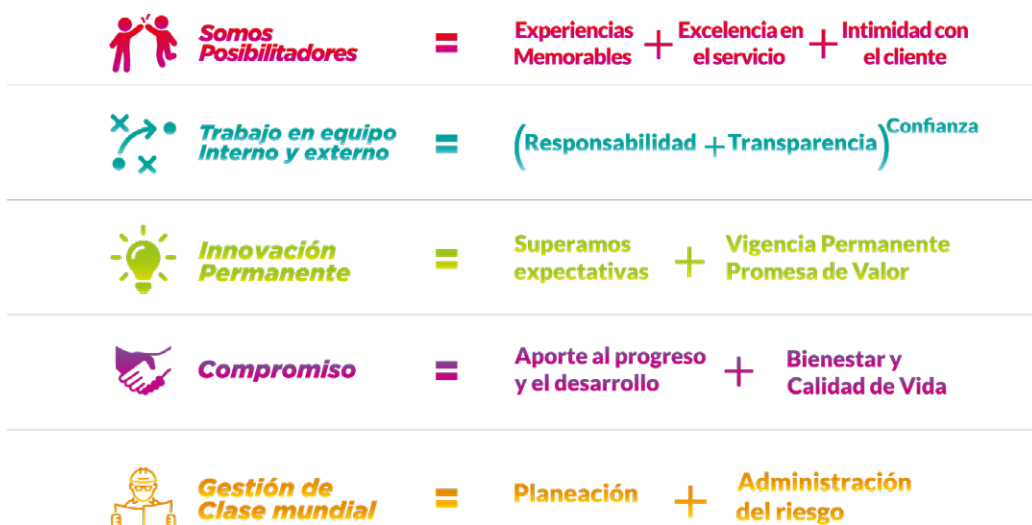 Somos
Posibilitadores
=
Experiencias
Memorables
+
Excelencia en
el servicio
+
Intimidad con
el cliente
Trabajo en equipo
Interno y externo
=
(Responsabilidad + Transparencia)Confianza
Innovación
Permanente
=
Superamos
expectativas
+
Vigencia Permanente
Promesa de Valor
Compromiso
=
Aporte al progreso
y el desarrollo
+
Bienestar y
Calidad de Vida
Gestión de
Clase mundial
=
Planeación
+
Administración
del riesgo